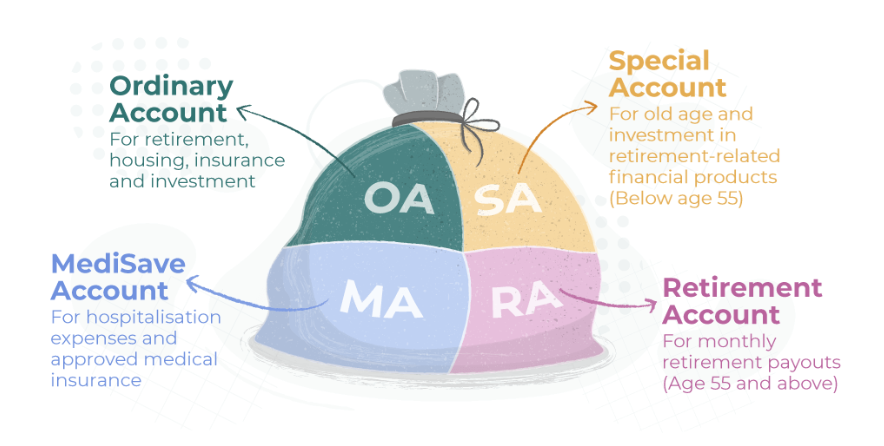 Ordinary
Account
For retirement,
housing, insurance
and investment
Special
Account
For old age and
investment in
retirement-related
financial products
(Below age 55)
OA
SA
MediSave
Account
For hospitalisation
expenses and
approved medical
insurance
MA
RA
Retirement
Account
For monthly
retirement payouts
(Age 55 and above)